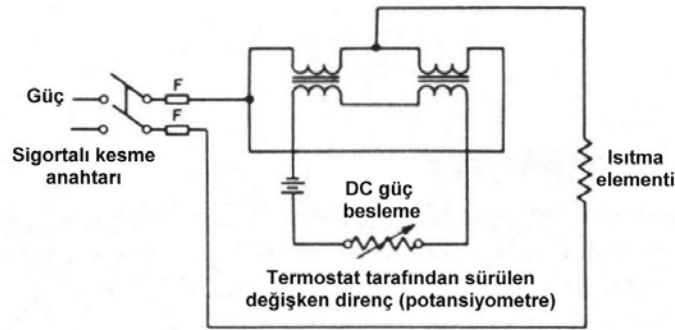 F
Güç
F
Sigortalı kesme
anahtarı
DC güç
besleme
Isıtma
elementi
Termostat tarafından sürülen
değişken direnç (potansiyometre)